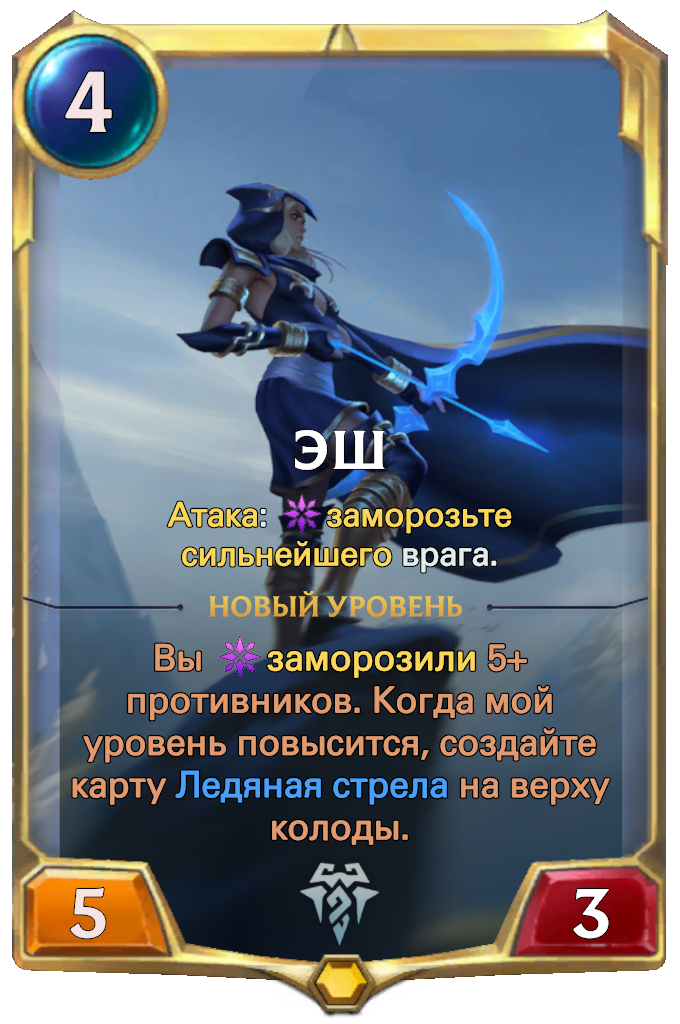 4
ЭШ
Атака: заморозьте
сильнейшего врага.
НОВЫЙ УРОВЕНЬ
Вы заморозили 5+
противников. Когда мой
уровень повысится, создайте
карту Ледяная стрела на верху
колоды.
5
3